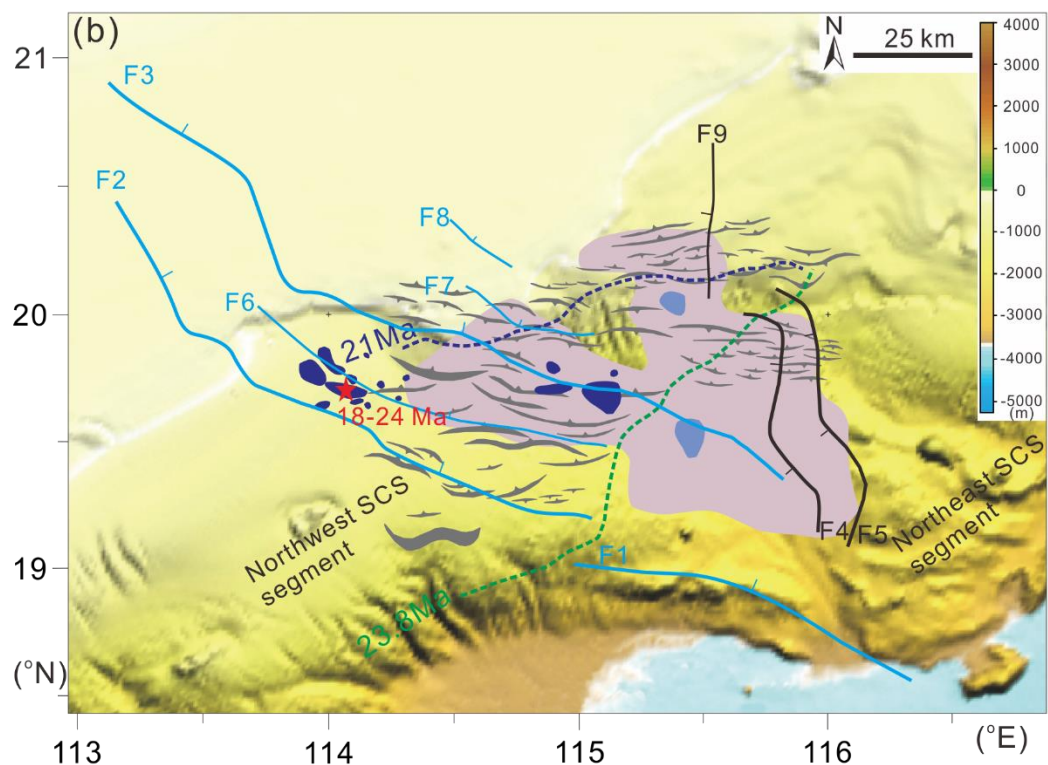 (b)
N
25 km
4000
3000
2000
1000
0
-1000
-2000
-3000
-4000
-5000
(m)
21
20
19
(°N)
F3
F2
F9
F8
F7
F6
21Ma
18-24 Ma
Northwest SCS
segment
23.8Ma
F1
F4
F5
Northeast SCS
segment
113
114
115
116
(°E)